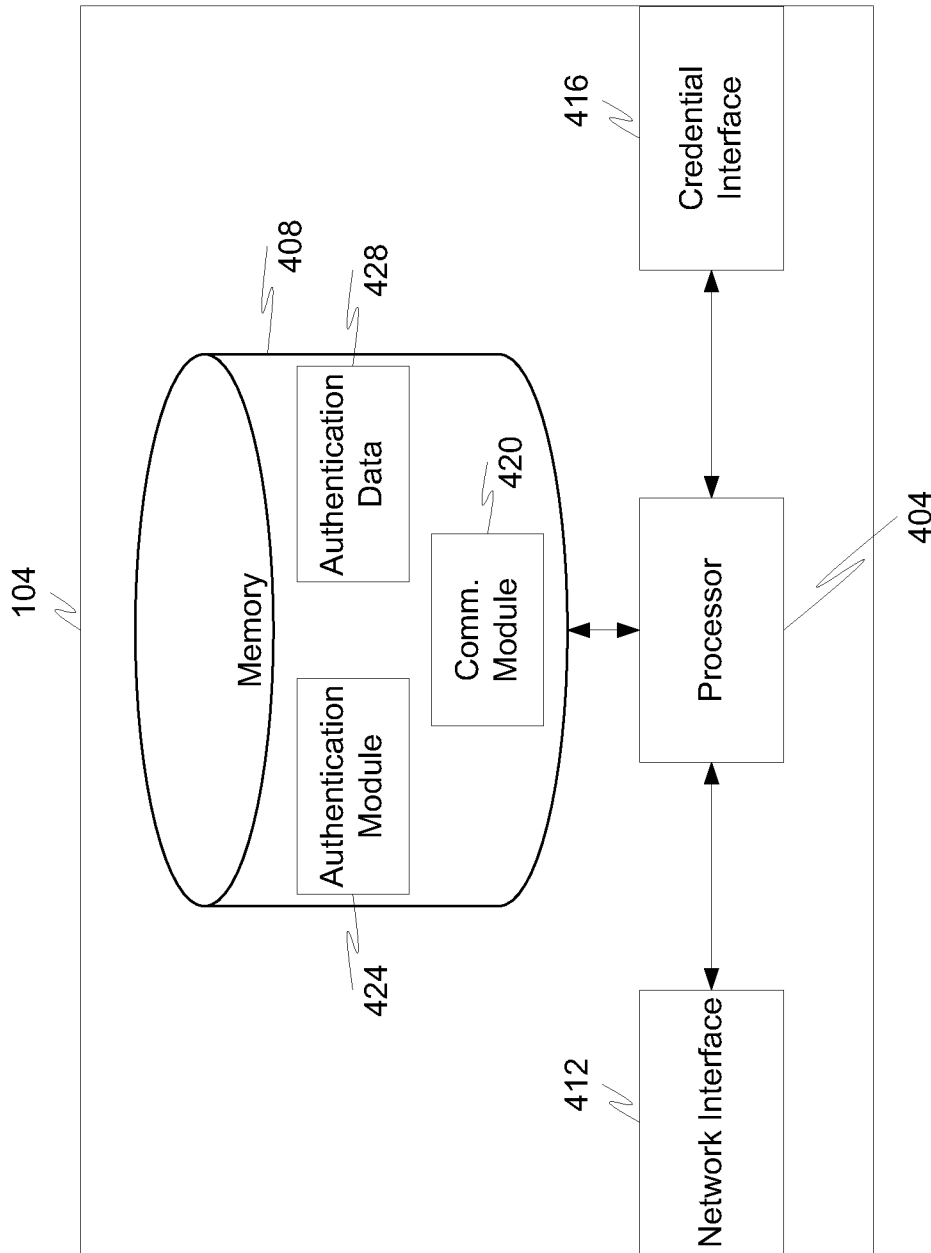 104
Memory
408
Authentication
Module
424
Authentication
Data
428
Comm.
Module
420
412
Network Interface
Processor
404
416
Credential
Interface